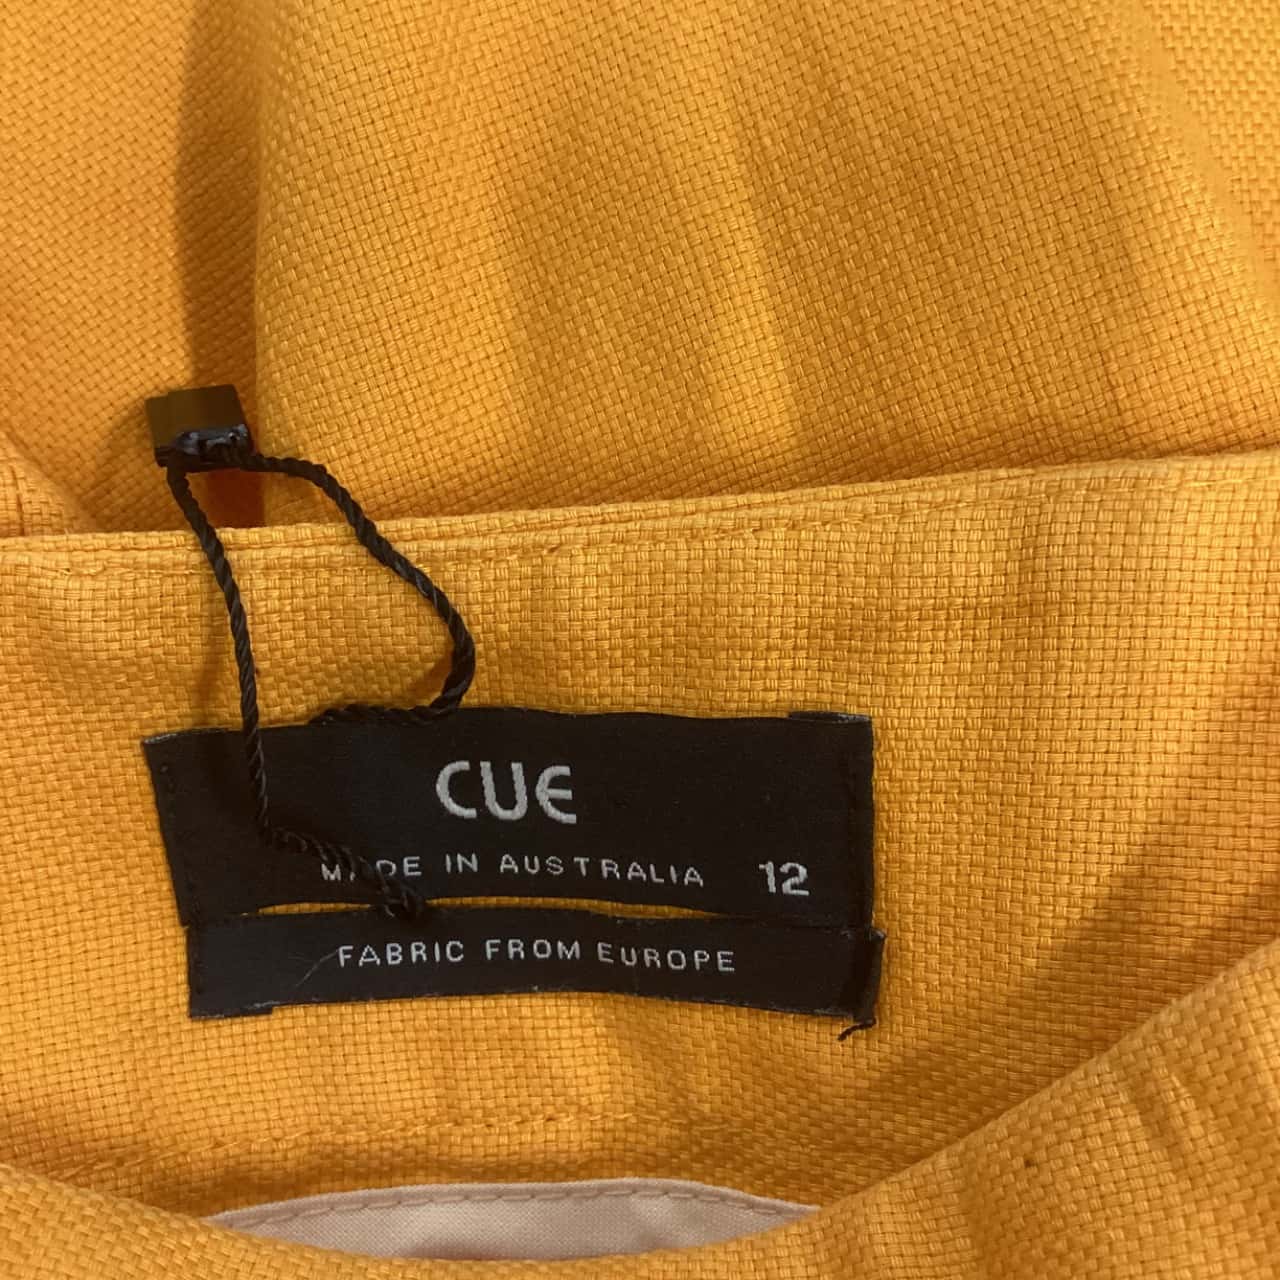 CUE
MADE IN AUSTRALIA 12
FABRIC FROM EUROPE